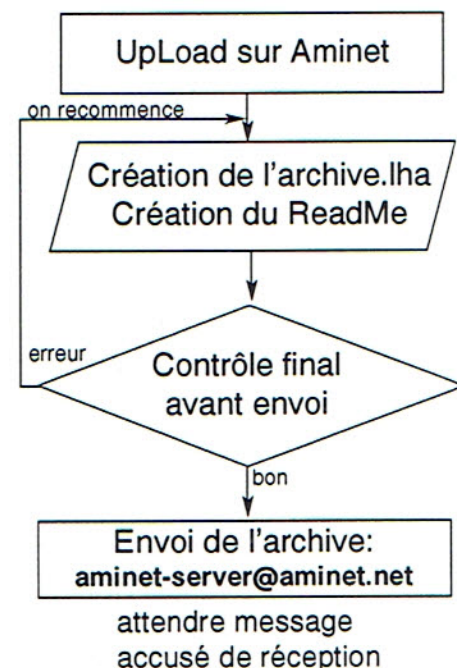 UpLoad sur Aminet
on recommence
Création de l'archive.lha
Création du ReadMe
erreur
Contrôle final
avant envoi
bon
Envoi de l'archive:
aminet-server@aminet.net
attendre message
accusé de réception